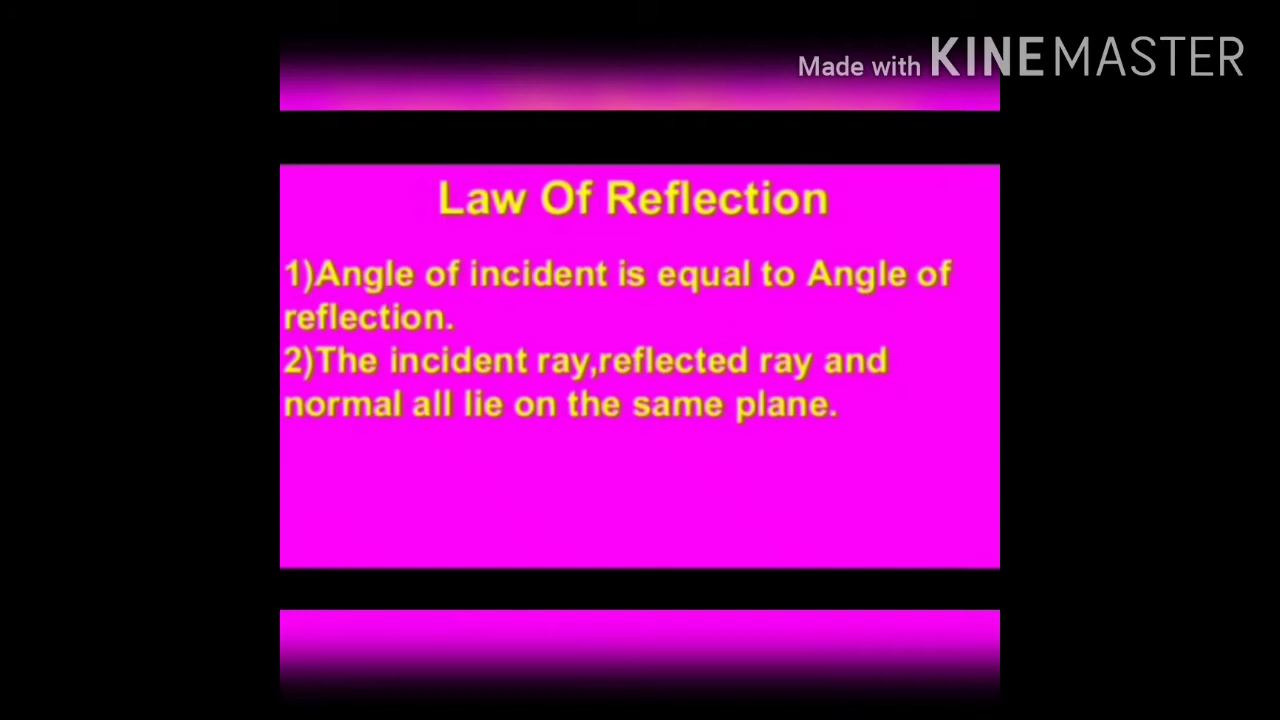 Made with KINEMASTER
Law Of Reflection
1)Angle of incident is equal to Angle of
reflection.
2)The incident ray,reflected ray and
normal all lie on the same plane.